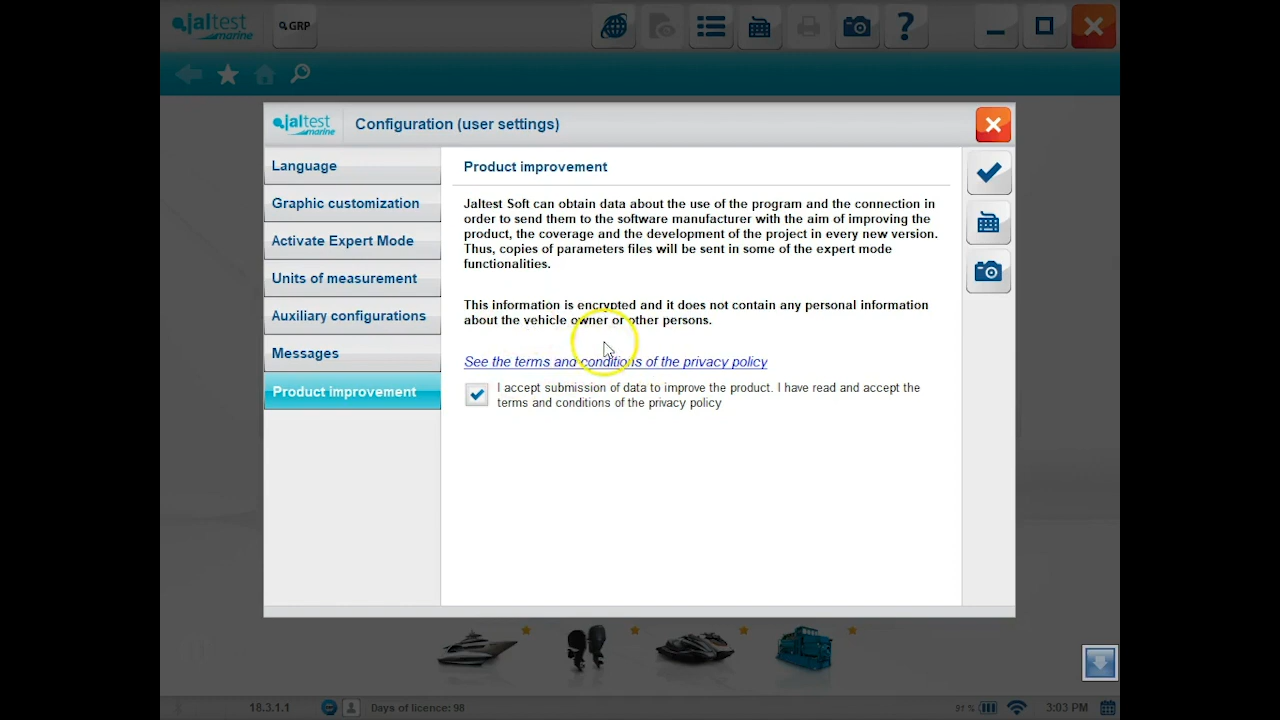 jaltest
marine
GRP
?
jaltest
marine
Configuration (user settings)
Language
Graphic customization
Activate Expert Mode
Units of measurement
Auxiliary configurations
Messages
Product improvement
Product improvement
Jaltest Soft can obtain data about the use of the program and the connection in
order to send them to the software manufacturer with the aim of improving the
product, the coverage and the development of the project in every new version.
Thus, copies of parameters files will be sent in some of the expert mode
functionalities.
This information is encrypted and it does not contain any personal information
about the vehicle owner or other persons.
See the terms and conditions of the privacy policy
I accept submission of data to improve the product. I have read and accept the
terms and conditions of the privacy policy
18.3.1.1
Days of licence: 98
91 %
3:03 PM